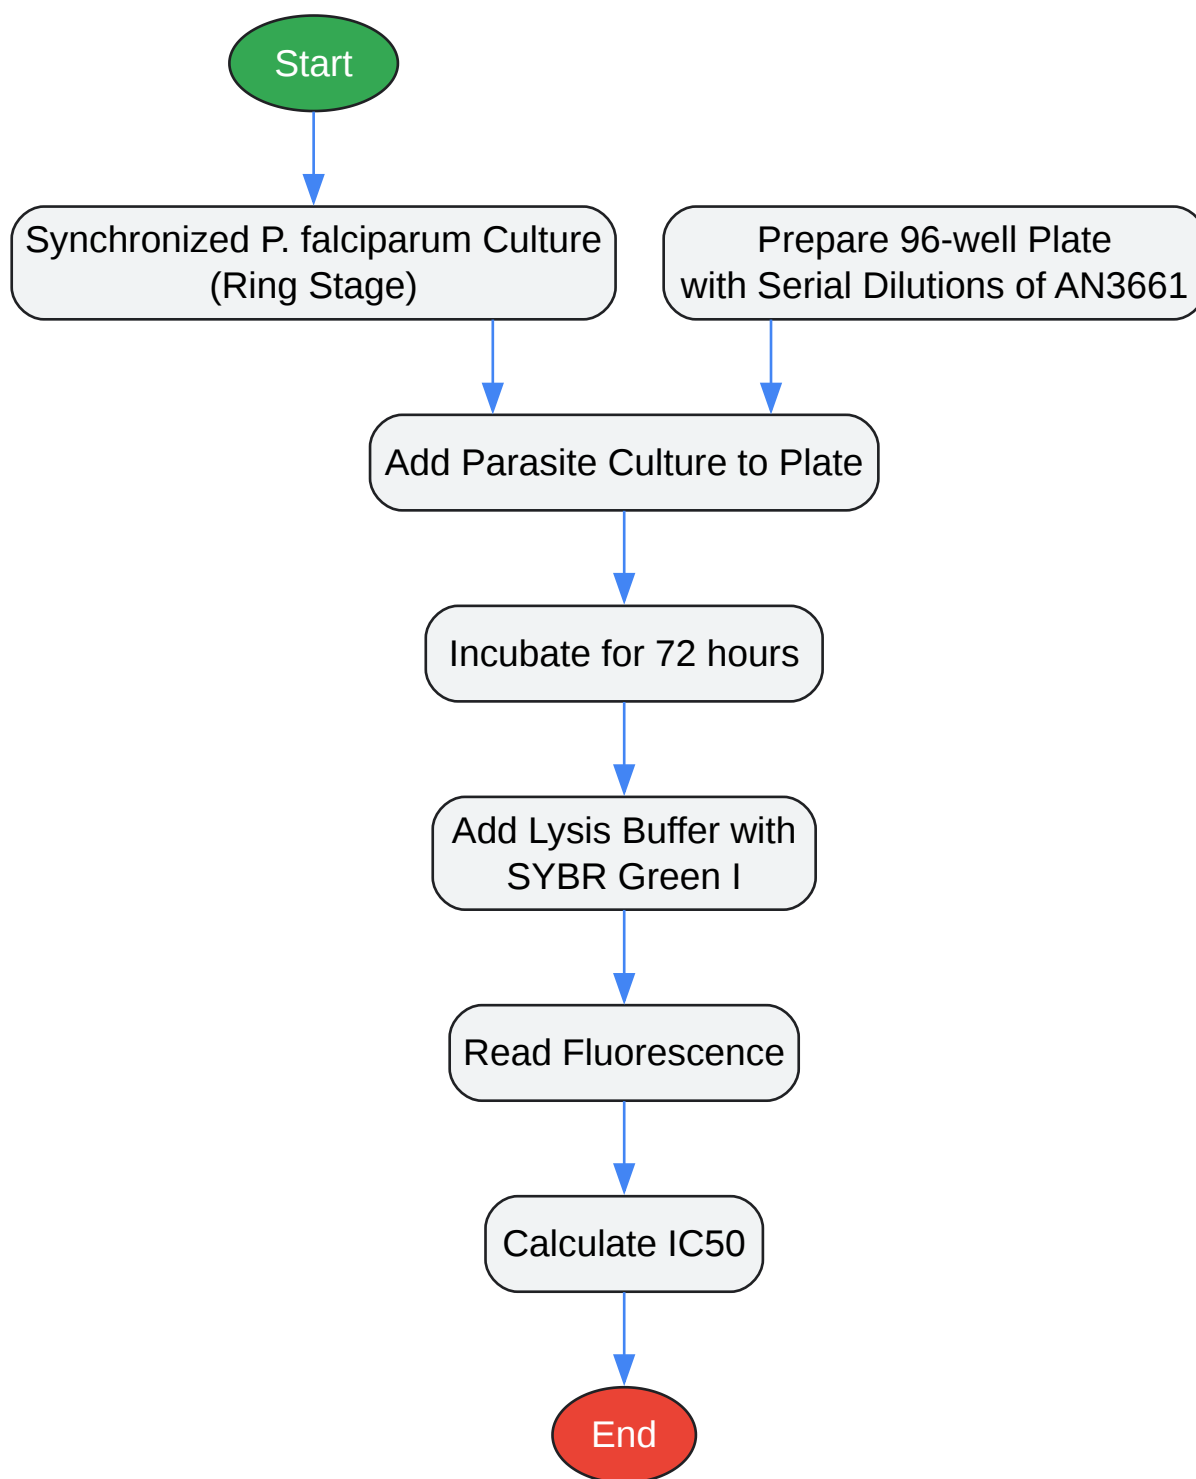 Start
Synchronized P. falciparum Culture
(Ring Stage)
Prepare 96-well Plate
with Serial Dilutions of AN3661
Add Parasite Culture to Plate
Incubate for 72 hours
Add Lysis Buffer with
SYBR Green I
Read Fluorescence
Calculate IC50
End